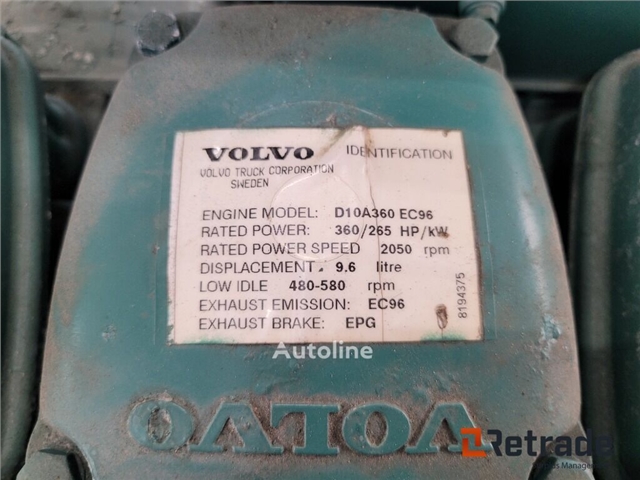 VOLVO IDENTIFICATION
VOLVO TRUCK CORPORATION
SWEDEN
ENGINE MODEL: D10A360 EC96
RATED POWER: 360/265 HP/kW
RATED POWER SPEED 2050 rpm
DISPLACEMENT: 9.6 litre
LOW IDLE 480-580 rpm
EXHAUST EMISSION: EC96
EXHAUST BRAKE: EPG
8194375
Autoline
VOLVO
Retrade
Management